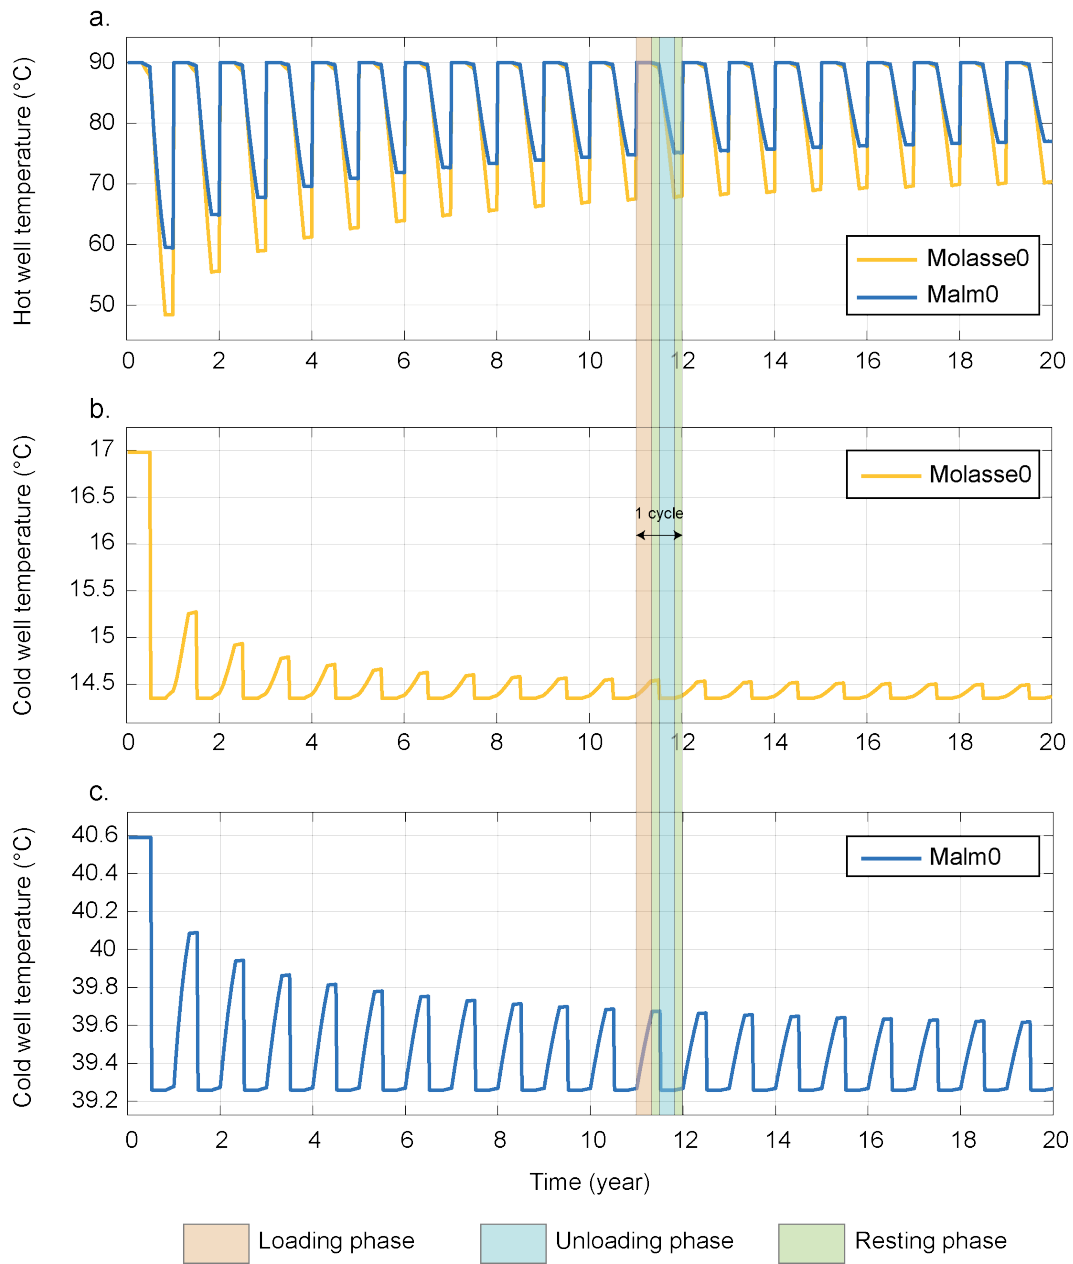 a.
Hot well temperature (°C)
90
80
70
60
50
Molasse0
Malm0
0 2 4 6 8 10 12 14 16 18 20
b.
Cold well temperature (°C)
17
16.5
16
15.5
15
14.5
Molasse0
1 cycle
0 2 4 6 8 10 12 14 16 18 20
c.
Cold well temperature (°C)
40.6
40.4
40.2
40
39.8
39.6
39.4
39.2
Malm0
0 2 4 6 8 10 12 14 16 18 20
Time (year)
Loading phase Unloading phase Resting phase